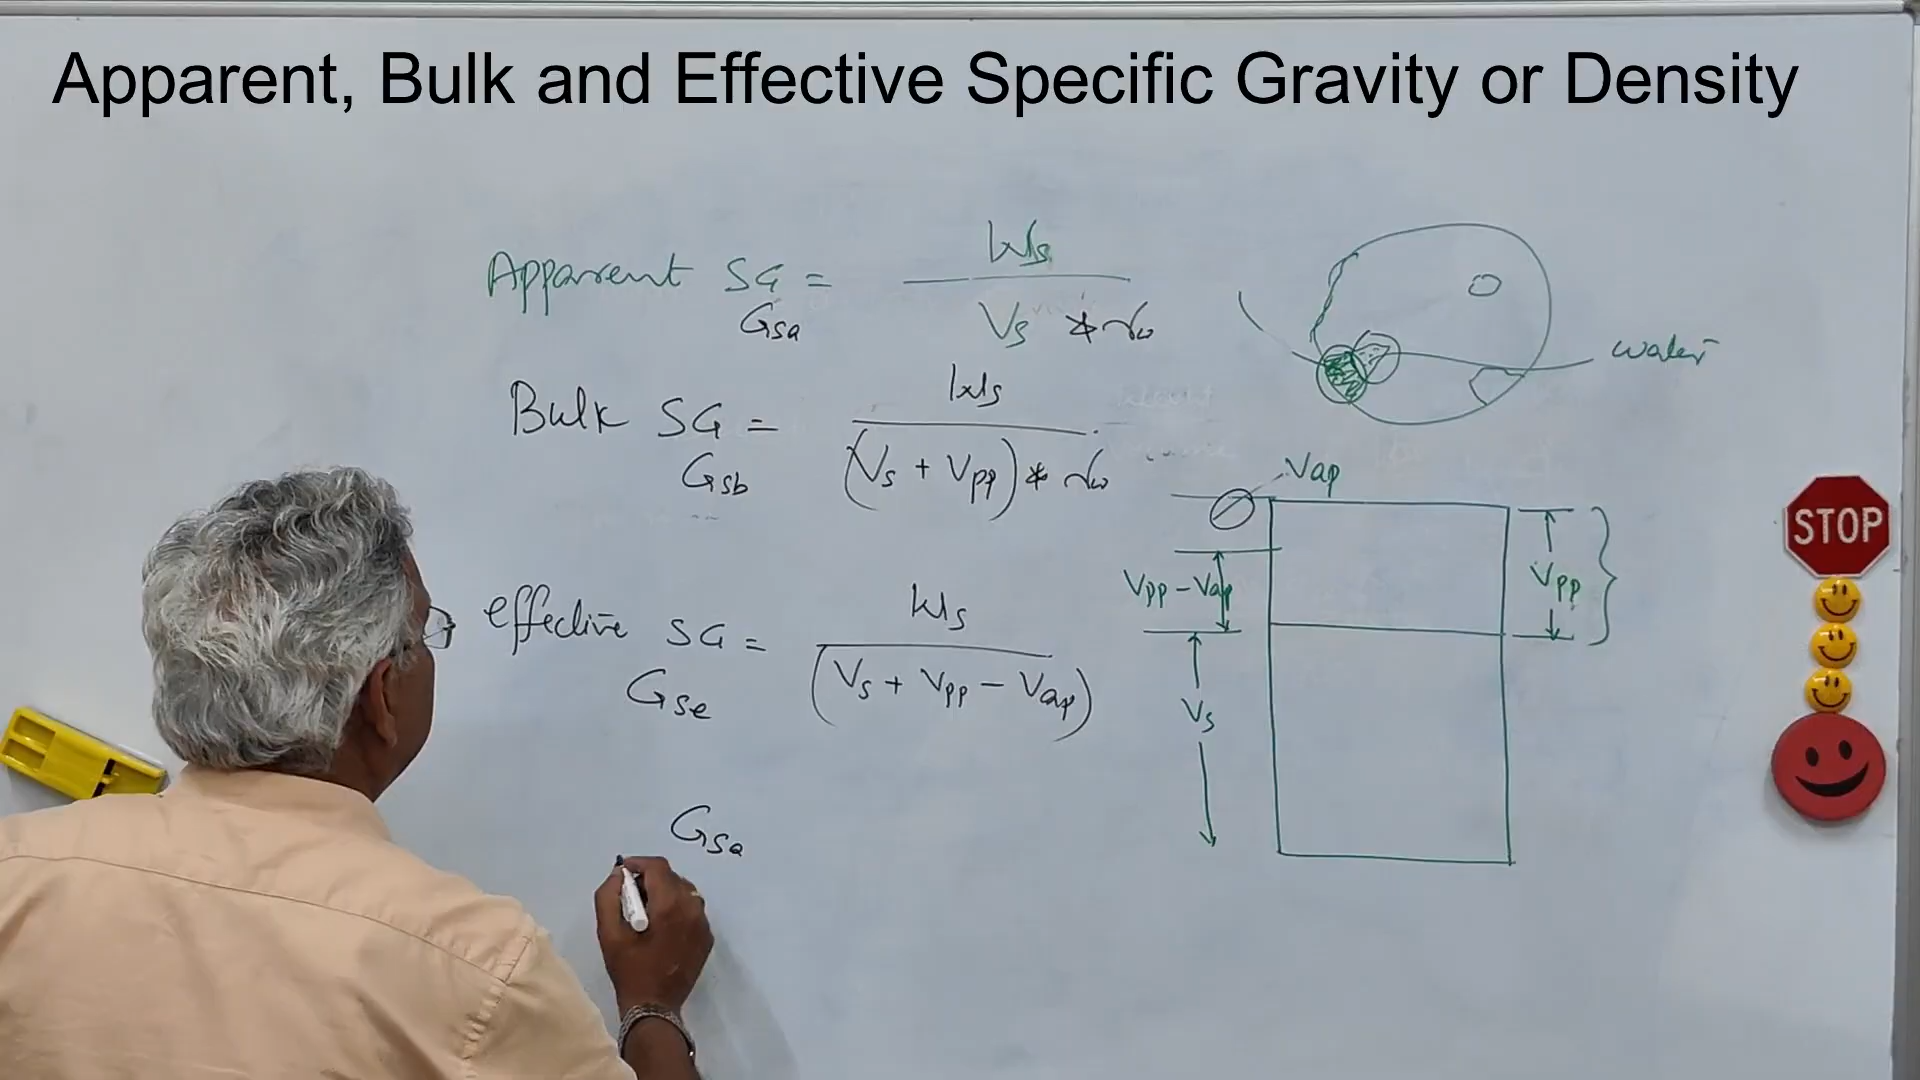 Apparent, Bulk and Effective Specific Gravity or Density
Apparent SG = Ws
Gsa Vs * γw
water
Bulk SG = Ws
Gsb (Vs + Vpp) * γw
Vap
STOP
Vpp - Vap
Vpp
effective SG = Ws
Gse (Vs + Vpp - Vap)
Vs
Gsa